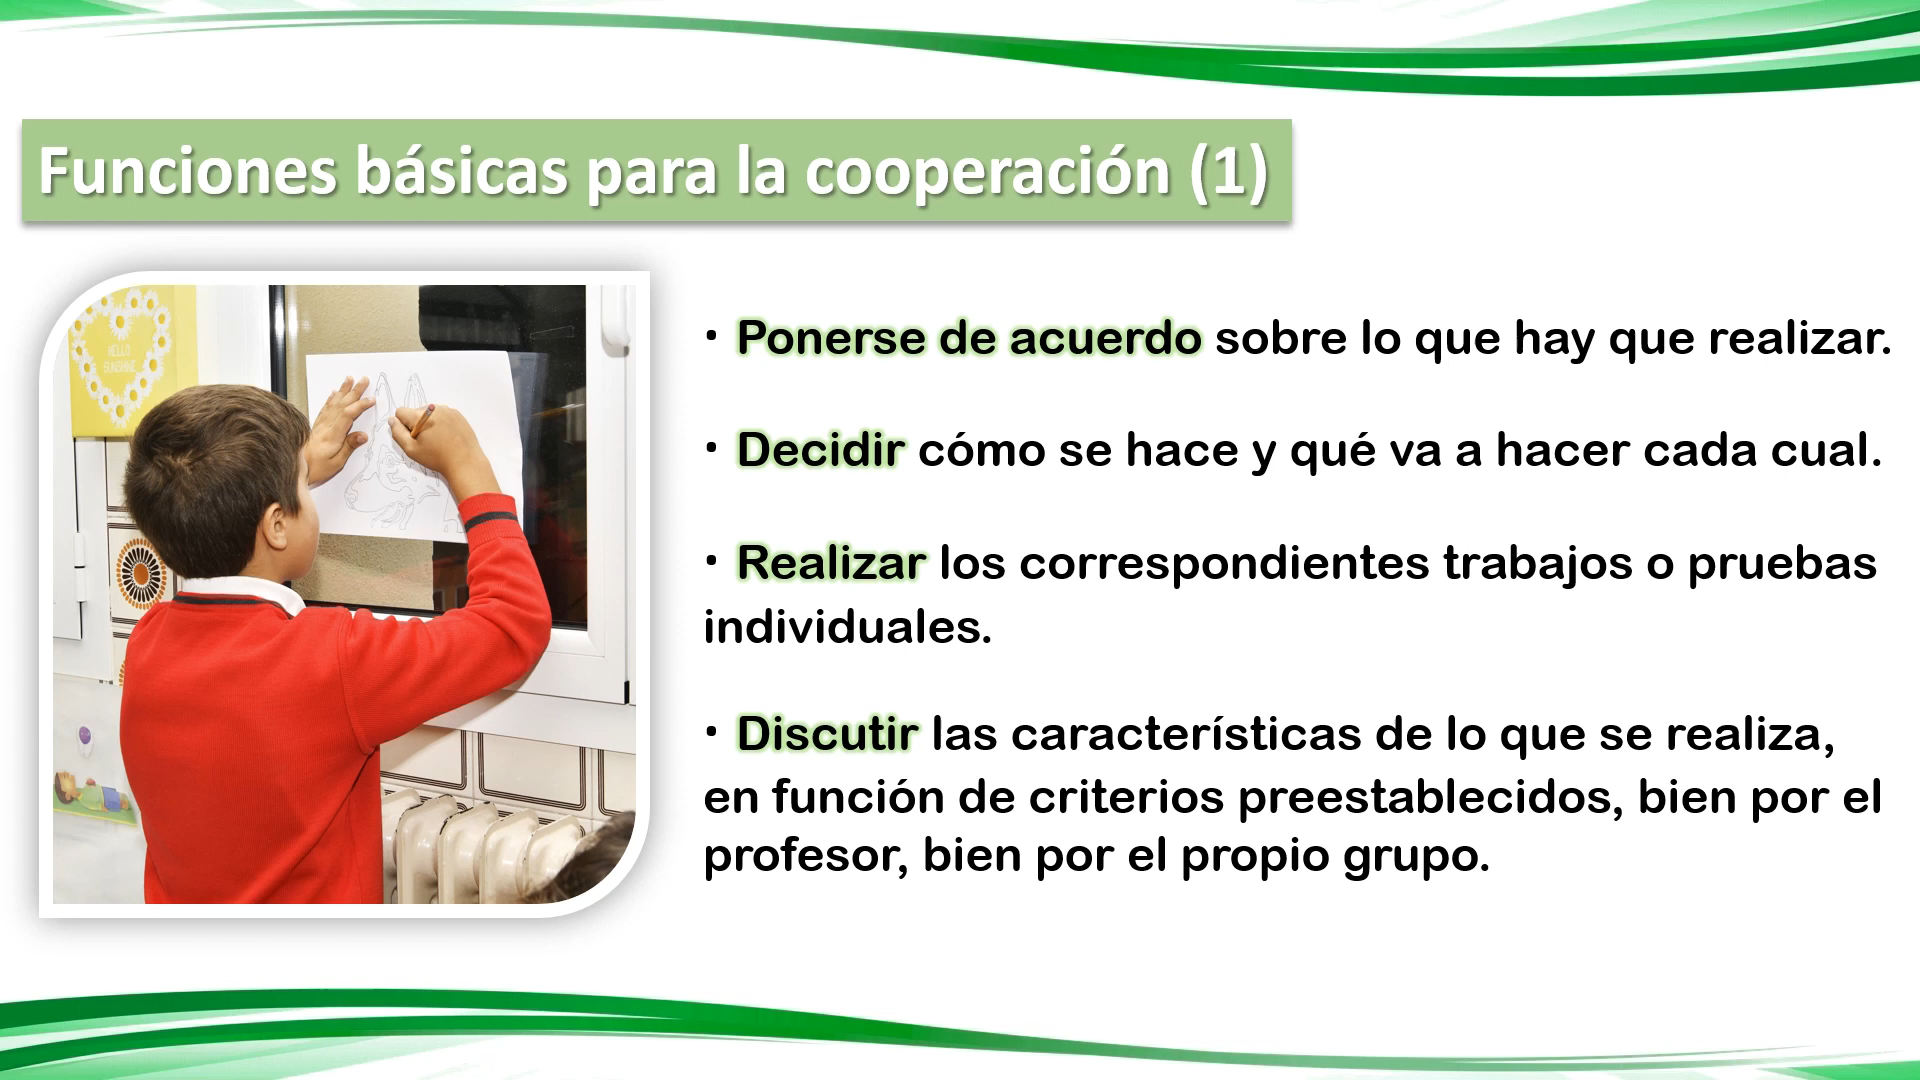 Funciones básicas para la cooperación (1)
HELLO
SUNSHINE
• Ponerse de acuerdo sobre lo que hay que realizar.
• Decidir cómo se hace y qué va a hacer cada cual.
• Realizar los correspondientes trabajos o pruebas
individuales.
• Discutir las características de lo que se realiza,
en función de criterios preestablecidos, bien por el
profesor, bien por el propio grupo.